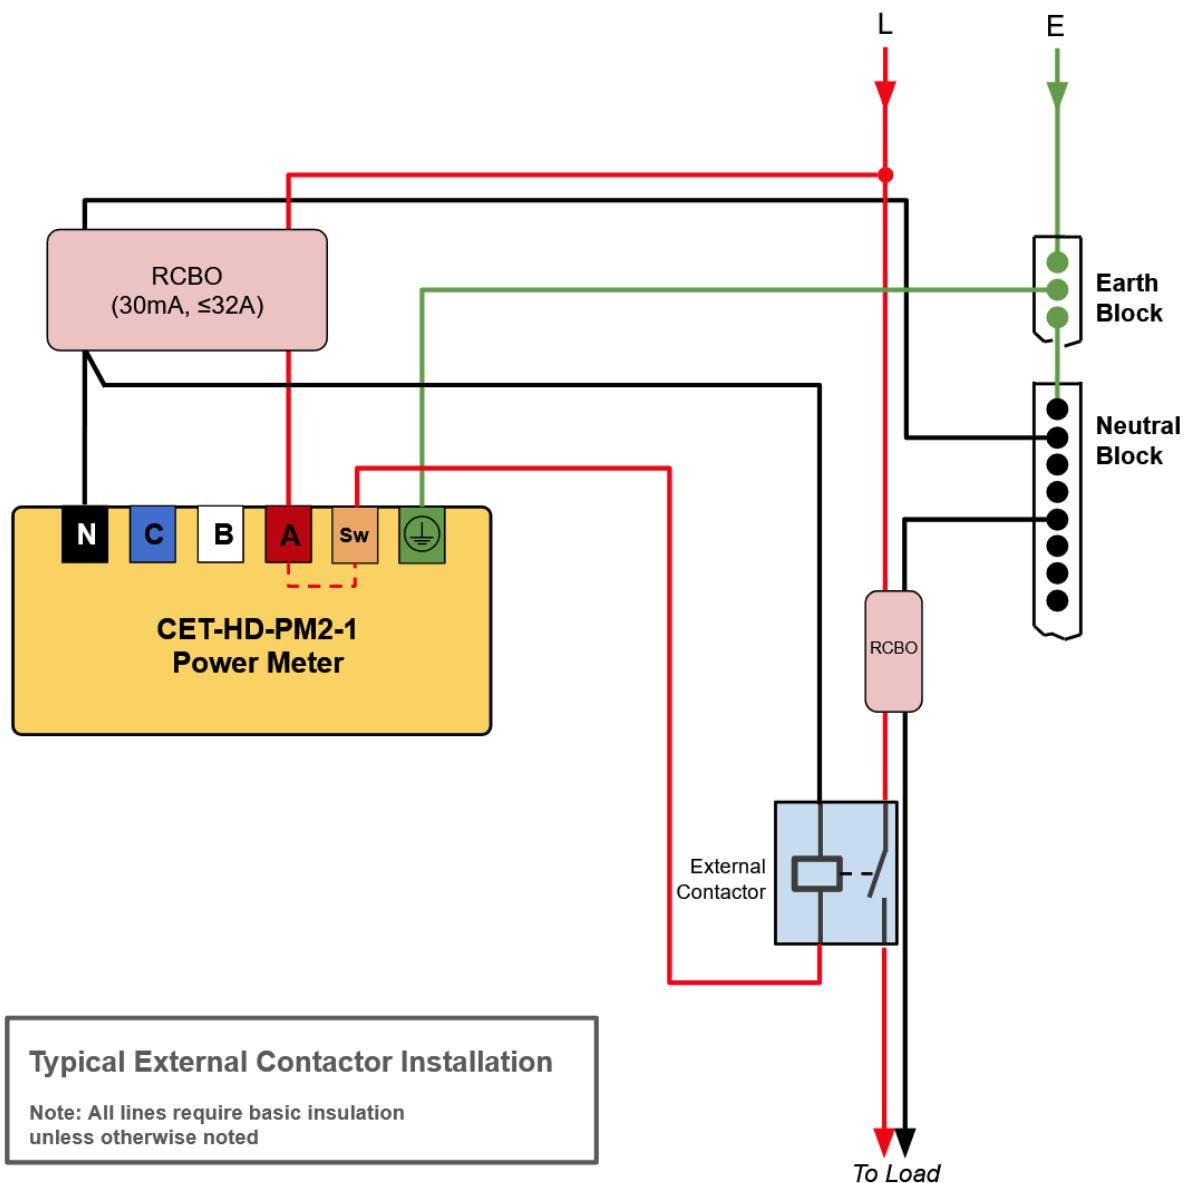 L
E
RCBO
(30mA, ≤32A)
Earth
Block
Neutral
Block
N
C
B
A
Sw
CET-HD-PM2-1
Power Meter
RCBO
External
Contactor
Typical External Contactor Installation
Note: All lines require basic insulation
unless otherwise noted
To Load